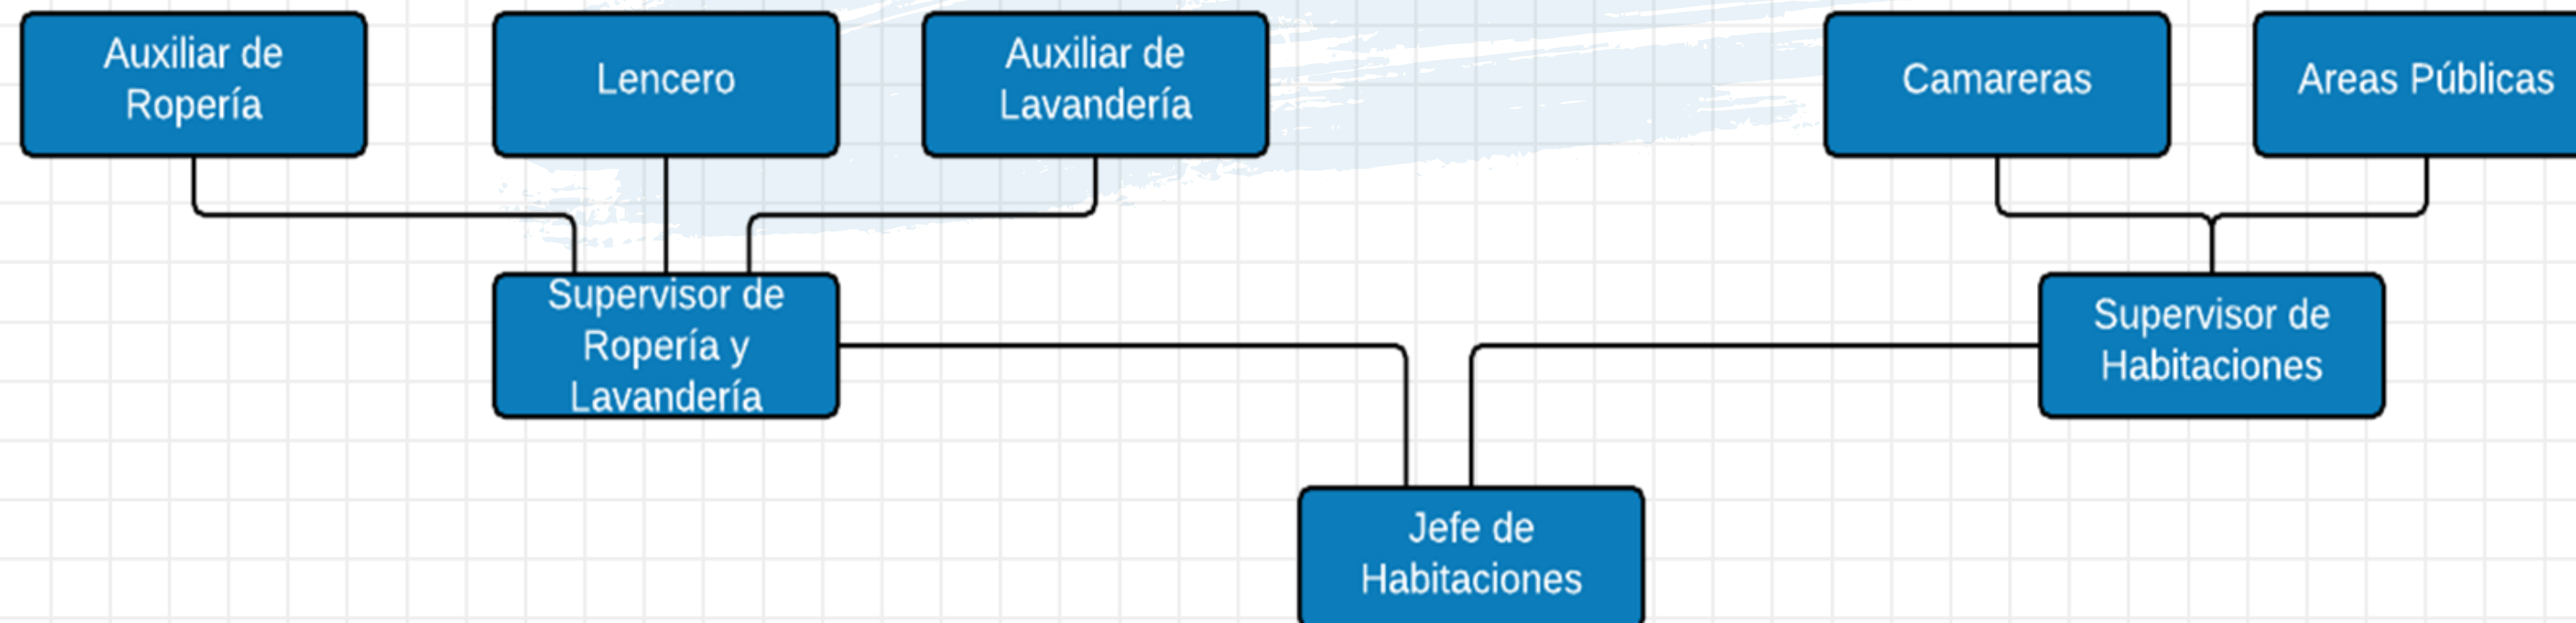 Auxiliar de
Ropería
Lencero
Auxiliar de
Lavandería
Camareras
Areas Públicas
Supervisor de
Ropería y
Lavandería
Supervisor de
Habitaciones
Jefe de
Habitaciones